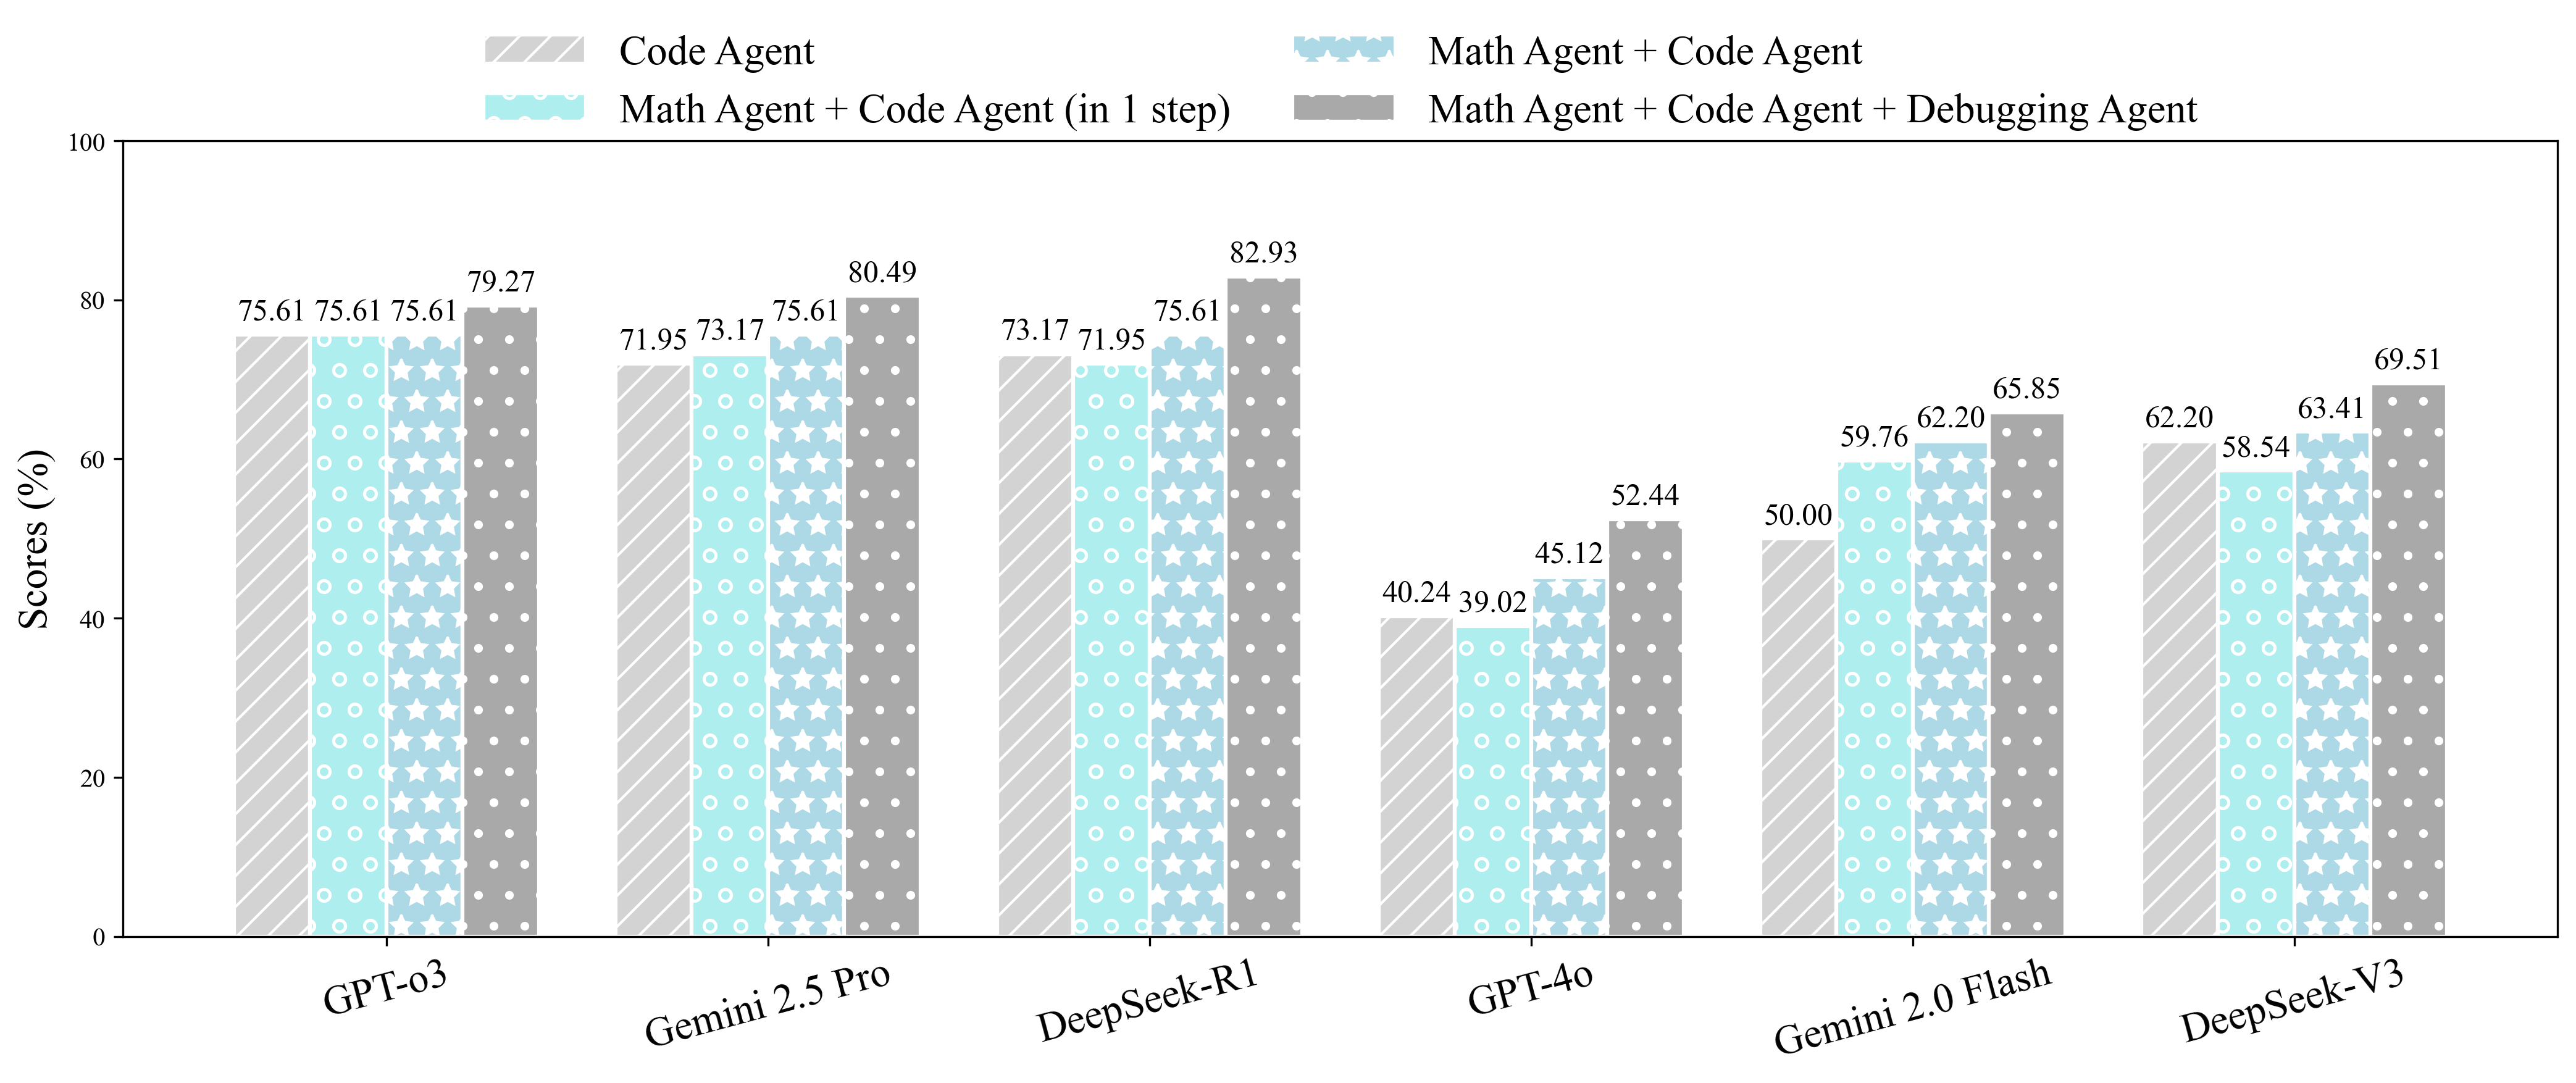 Code Agent
Math Agent + Code Agent (in 1 step)
Math Agent + Code Agent
Math Agent + Code Agent + Debugging Agent
Scores (%)
100
80
60
40
20
0
75.61 75.61 75.61 79.27
71.95 73.17 75.61 80.49
73.17 71.95 75.61 82.93
40.24 39.02 45.12 52.44
50.00 59.76 62.20 65.85
62.20 58.54 63.41 69.51
GPT-o3
Gemini 2.5 Pro
DeepSeek-R1
GPT-4o
Gemini 2.0 Flash
DeepSeek-V3